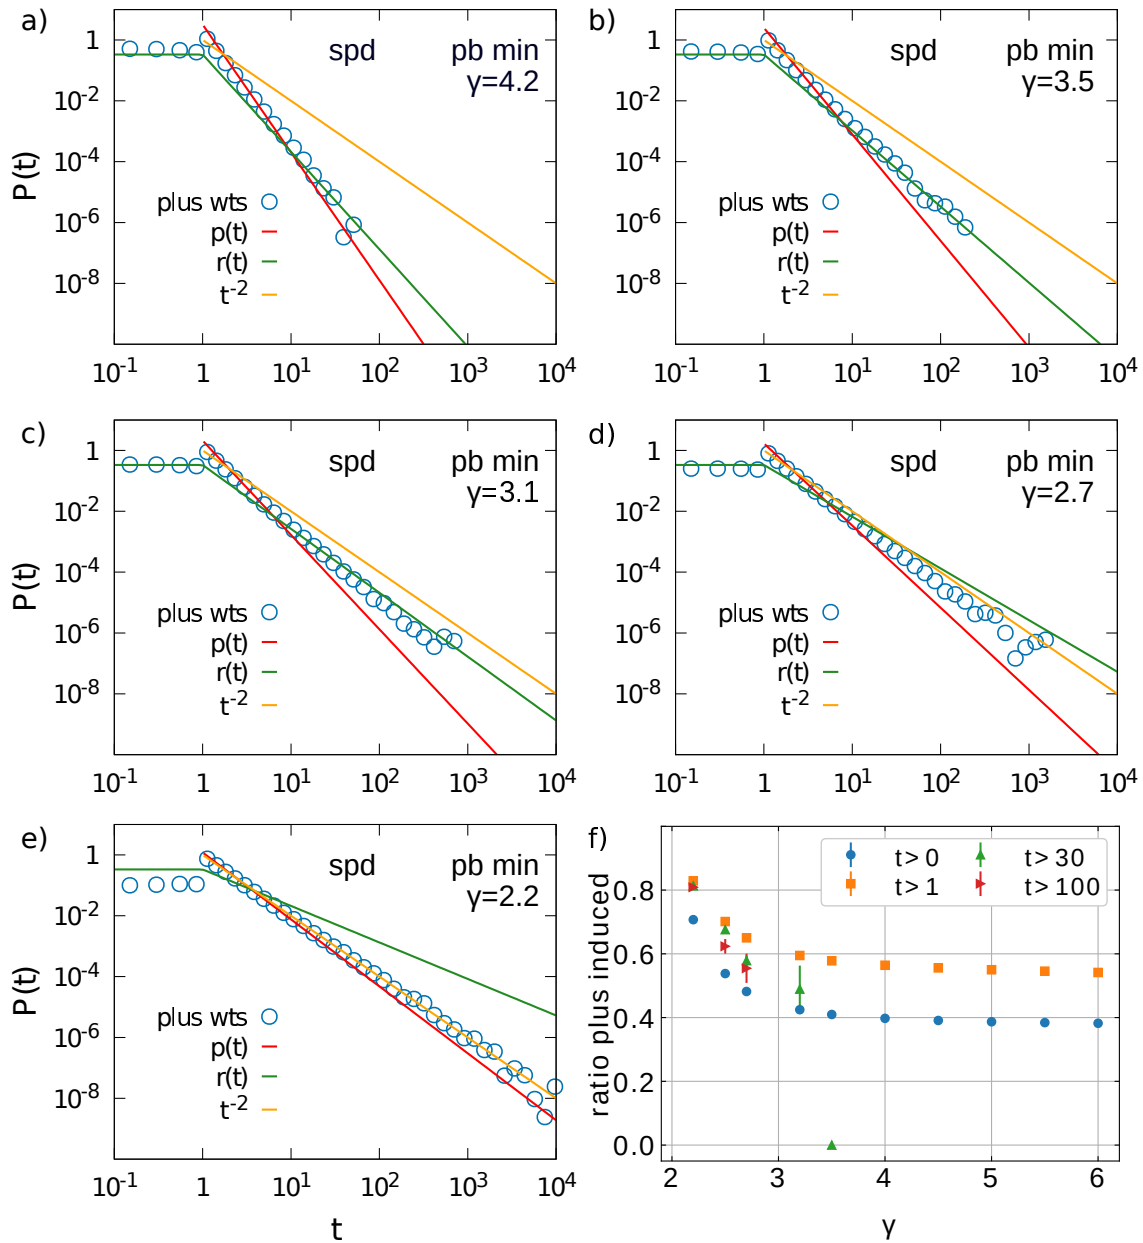 a)
spd
pb min
γ=4.2
P(t)
1
10⁻²
10⁻⁴
10⁻⁶
10⁻⁸
plus wts
p(t)
r(t)
t⁻²
10⁻¹ 1 10¹ 10² 10³ 10⁴
b)
spd
pb min
γ=3.5
1
10⁻²
10⁻⁴
10⁻⁶
10⁻⁸
plus wts
p(t)
r(t)
t⁻²
10⁻¹ 1 10¹ 10² 10³ 10⁴
c)
spd
pb min
γ=3.1
P(t)
1
10⁻²
10⁻⁴
10⁻⁶
10⁻⁸
plus wts
p(t)
r(t)
t⁻²
10⁻¹ 1 10¹ 10² 10³ 10⁴
d)
spd
pb min
γ=2.7
1
10⁻²
10⁻⁴
10⁻⁶
10⁻⁸
plus wts
p(t)
r(t)
t⁻²
10⁻¹ 1 10¹ 10² 10³ 10⁴
e)
spd
pb min
γ=2.2
P(t)
1
10⁻²
10⁻⁴
10⁻⁶
10⁻⁸
plus wts
p(t)
r(t)
t⁻²
10⁻¹ 1 10¹ 10² 10³ 10⁴
t
f)
t > 0
t > 1
t > 30
t > 100
ratio plus induced
0.8
0.6
0.4
0.2
0.0
2 3 4 5 6
γ